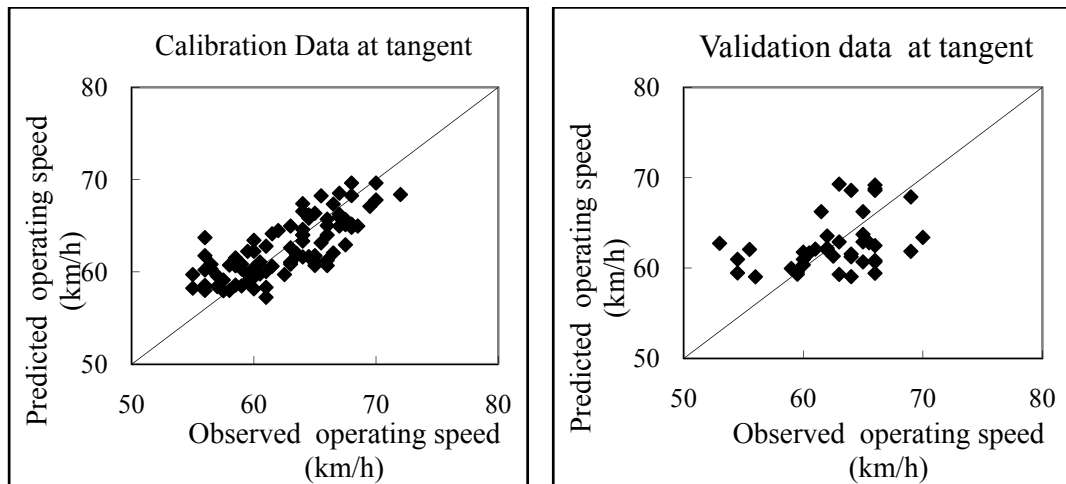 Calibration Data at tangent
Predicted operating speed
(km/h)
80
70
60
50
50 60 70 80
Observed operating speed
(km/h)
Validation data at tangent
Predicted operating speed
(km/h)
80
70
60
50
50 60 70 80
Observed operating speed
(km/h)